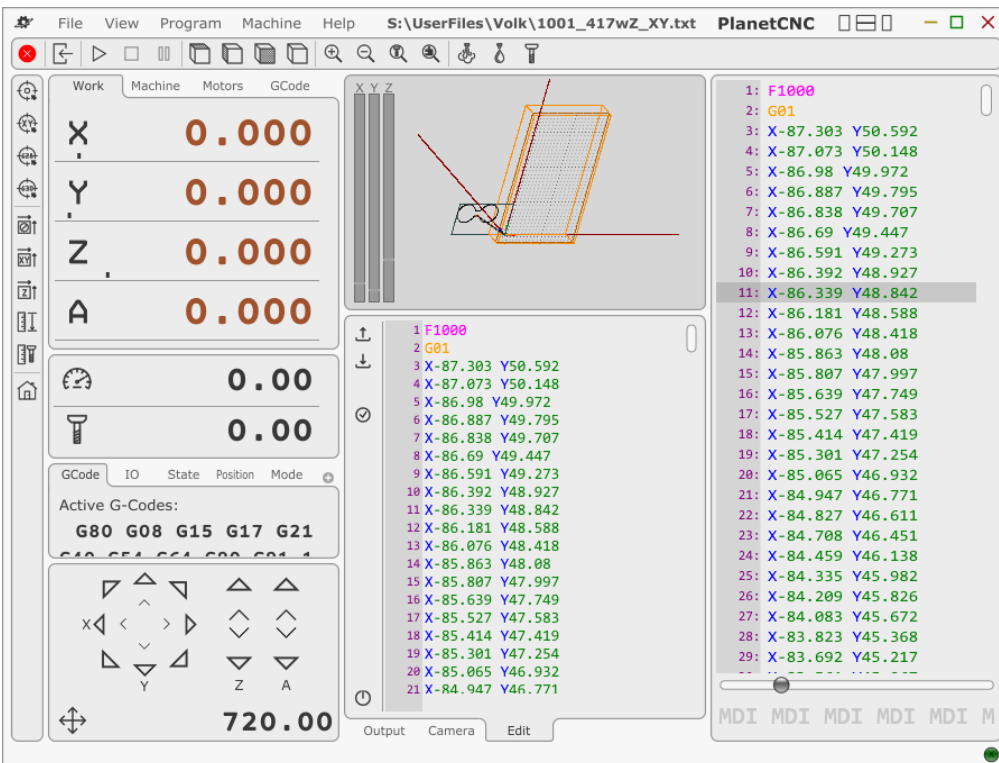 File View Program Machine Help S:\UserFiles\Volk\1001_417wZ_XY.txt PlanetCNC
Work Machine Motors GCode
X 0.000
Y 0.000
Z 0.000
A 0.000
0.00
0.00
GCode IO State Position Mode
Active G-Codes:
G80 G08 G15 G17 G21
X
Y Z A
720.00
X Y Z
1 F1000
2 G01
3 X-87.303 Y50.592
4 X-87.073 Y50.148
5 X-86.98 Y49.972
6 X-86.887 Y49.795
7 X-86.838 Y49.707
8 X-86.69 Y49.447
9 X-86.591 Y49.273
10 X-86.392 Y48.927
11 X-86.339 Y48.842
12 X-86.181 Y48.588
13 X-86.076 Y48.418
14 X-85.863 Y48.08
15 X-85.807 Y47.997
16 X-85.639 Y47.749
17 X-85.527 Y47.583
18 X-85.414 Y47.419
19 X-85.301 Y47.254
20 X-85.065 Y46.932
21 X-84.947 Y46.771
Output Camera Edit
1: F1000
2: G01
3: X-87.303 Y50.592
4: X-87.073 Y50.148
5: X-86.98 Y49.972
6: X-86.887 Y49.795
7: X-86.838 Y49.707
8: X-86.69 Y49.447
9: X-86.591 Y49.273
10: X-86.392 Y48.927
11: X-86.339 Y48.842
12: X-86.181 Y48.588
13: X-86.076 Y48.418
14: X-85.863 Y48.08
15: X-85.807 Y47.997
16: X-85.639 Y47.749
17: X-85.527 Y47.583
18: X-85.414 Y47.419
19: X-85.301 Y47.254
20: X-85.065 Y46.932
21: X-84.947 Y46.771
22: X-84.827 Y46.611
23: X-84.708 Y46.451
24: X-84.459 Y46.138
25: X-84.335 Y45.982
26: X-84.209 Y45.826
27: X-84.083 Y45.672
28: X-83.823 Y45.368
29: X-83.692 Y45.217
MDI MDI MDI MDI MDI M